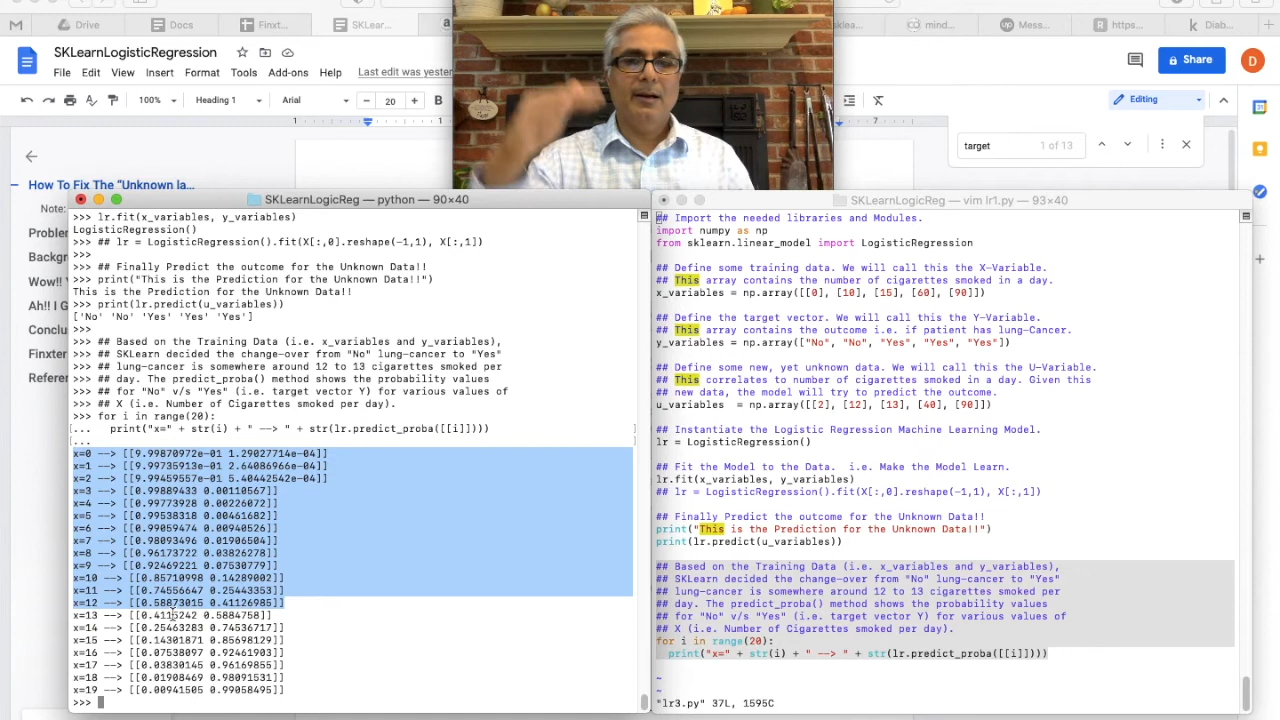 Drive Docs Finxt... SKLe... sklea... mind... Mess... https... Diab...
SKLearnLogisticRegression
File Edit View Insert Format Tools Add-ons Help Last edit was yester
Share
D
100% Heading 1 Arial 20 B Editing
1 1 7
target 1 of 13
How To Fix The “Unknown la...
Note:
Problem
Backgr
Wow!! Y
Ah!! I G
Conclu
Finxter
Referen
SKLearnLogicReg — python — 90×40
>>> lr.fit(x_variables, y_variables)
LogisticRegression()
>>> ## lr = LogisticRegression().fit(X[:,0].reshape(-1,1), X[:,1])
>>>
>>> ## Finally Predict the outcome for the Unknown Data!!
>>> print("This is the Prediction for the Unknown Data!!")
This is the Prediction for the Unknown Data!!
>>> print(lr.predict(u_variables))
['No' 'No' 'Yes' 'Yes' 'Yes']
>>>
>>> ## Based on the Training Data (i.e. x_variables and y_variables),
>>> ## SKLearn decided the change-over from "No" lung-cancer to "Yes"
>>> ## lung-cancer is somewhere around 12 to 13 cigarettes smoked per
>>> ## day. The predict_proba() method shows the probability values
>>> ## for "No" v/s "Yes" (i.e. target vector Y) for various values of
>>> ## X (i.e. Number of Cigarettes smoked per day).
>>> for i in range(20):
[... print("x=" + str(i) + " --> " + str(lr.predict_proba([[i]]))) ]
[... ]
x=0 --> [[9.99870972e-01 1.29027714e-04]]
x=1 --> [[9.99735913e-01 2.64086966e-04]]
x=2 --> [[9.99459557e-01 5.40442542e-04]]
x=3 --> [[0.99889433 0.00110567]]
x=4 --> [[0.99773928 0.00226072]]
x=5 --> [[0.99538318 0.00461682]]
x=6 --> [[0.99059474 0.00940526]]
x=7 --> [[0.98093496 0.01906504]]
x=8 --> [[0.96173722 0.03826278]]
x=9 --> [[0.92469221 0.07530779]]
x=10 --> [[0.85710998 0.14289002]]
x=11 --> [[0.74556647 0.25443353]]
x=12 --> [[0.58873015 0.41126985]]
x=13 --> [[0.4115242 0.5884758]]
x=14 --> [[0.25463283 0.74536717]]
x=15 --> [[0.14301871 0.85698129]]
x=16 --> [[0.07538097 0.92461903]]
x=17 --> [[0.03830145 0.96169855]]
x=18 --> [[0.01908469 0.98091531]]
x=19 --> [[0.00941505 0.99058495]]
>>>
SKLearnLogicReg — vim lr1.py — 93×40
## Import the needed libraries and Modules.
import numpy as np
from sklearn.linear_model import LogisticRegression
## Define some training data. We will call this the X-Variable.
## This array contains the number of cigarettes smoked in a day.
x_variables = np.array([[0], [10], [15], [60], [90]])
## Define the target vector. We will call this the Y-Variable.
## This array contains the outcome i.e. if patient has lung-Cancer.
y_variables = np.array(["No", "No", "Yes", "Yes", "Yes"])
## Define some new, yet unknown data. We will call this the U-Variable.
## This correlates to number of cigarettes smoked in a day. Given this
## new data, the model will try to predict the outcome.
u_variables = np.array([[2], [12], [13], [40], [90]])
## Instantiate the Logistic Regression Machine Learning Model.
lr = LogisticRegression()
## Fit the Model to the Data. i.e. Make the Model Learn.
lr.fit(x_variables, y_variables)
## lr = LogisticRegression().fit(X[:,0].reshape(-1,1), X[:,1])
## Finally Predict the outcome for the Unknown Data!!
print("This is the Prediction for the Unknown Data!!")
print(lr.predict(u_variables))
## Based on the Training Data (i.e. x_variables and y_variables),
## SKLearn decided the change-over from "No" lung-cancer to "Yes"
## lung-cancer is somewhere around 12 to 13 cigarettes smoked per
## day. The predict_proba() method shows the probability values
## for "No" v/s "Yes" (i.e. target vector Y) for various values of
## X (i.e. Number of Cigarettes smoked per day).
for i in range(20):
print("x=" + str(i) + " --> " + str(lr.predict_proba([[i]])))
~
~
"lr3.py" 37L, 1595C